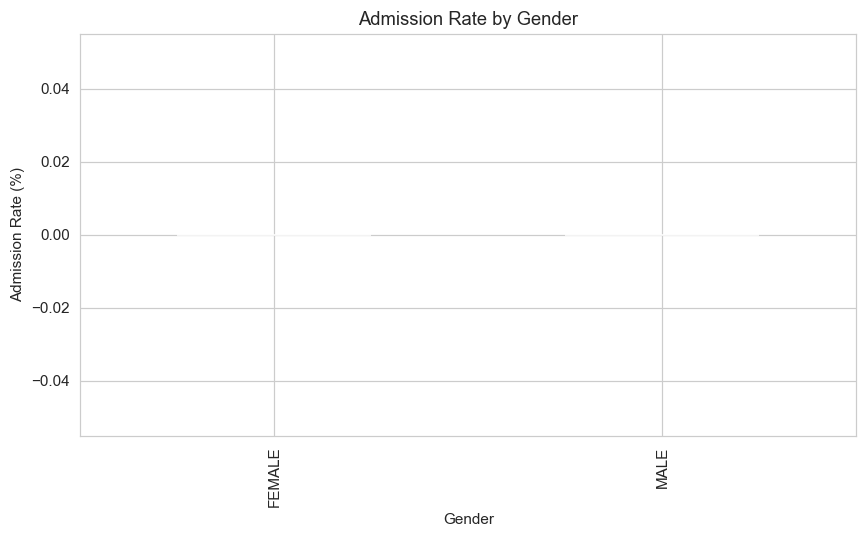 Admission Rate by Gender
Admission Rate (%)
0.04
0.02
0.00
−0.02
−0.04
FEMALE
MALE
Gender